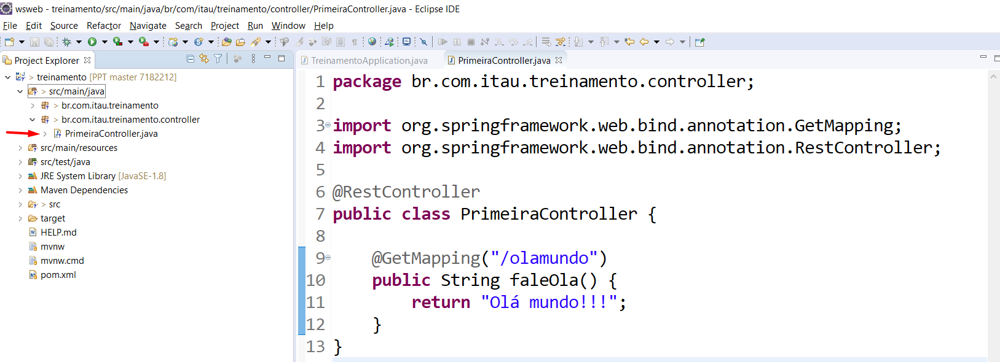 wsweb - treinamento/src/main/java/br/com/itau/treinamento/controller/PrimeiraController.java - Eclipse IDE
File Edit Source Refactor Navigate Search Project Run Window Help
Project Explorer
treinamento [PPT master 7182212]
> src/main/java
> br.com.itau.treinamento
> br.com.itau.treinamento.controller
PrimeiraController.java
src/main/resources
src/test/java
JRE System Library [JavaSE-1.8]
Maven Dependencies
> src
target
HELP.md
mvnw
mvnw.cmd
pom.xml
TreinamentoApplication.java PrimeiraController.java
1 package br.com.itau.treinamento.controller;
2
3 import org.springframework.web.bind.annotation.GetMapping;
4 import org.springframework.web.bind.annotation.RestController;
5
6 @RestController
7 public class PrimeiraController {
8
9 @GetMapping("/olamundo")
10 public String faleOla() {
11 return "Olá mundo!!!";
12 }
13 }